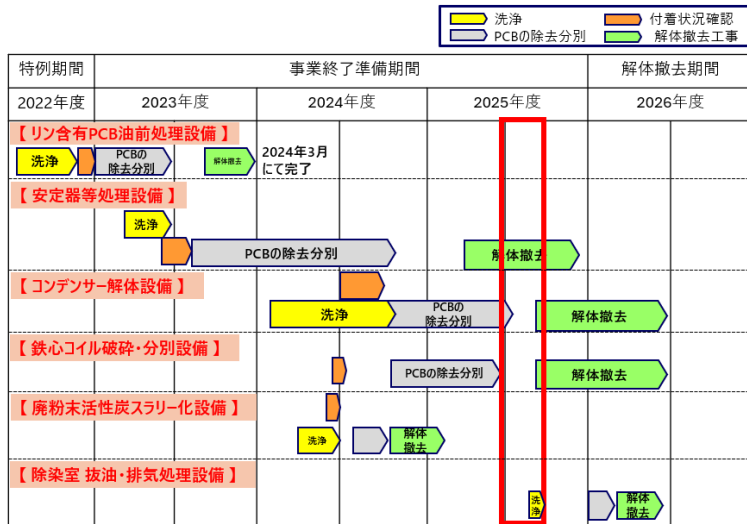 洗浄
付着状況確認
PCBの除去分別
解体撤去工事
特例期間
事業終了準備期間
解体撤去期間
2022年度
2023年度
2024年度
2025年度
2026年度
【 リン含有PCB油前処理設備 】
洗浄
PCBの
除去分別
解体撤去
2024年3月
にて完了
【 安定器等処理設備 】
洗浄
PCBの除去分別
解体撤去
【 コンデンサー解体設備 】
洗浄
PCBの
除去分別
解体撤去
【 鉄心コイル破砕・分別設備 】
PCBの除去分別
解体撤去
【 廃粉末活性炭スラリー化設備 】
洗浄
解体
撤去
【 除染室 抜油・排気処理設備 】
洗
浄
解体
撤去